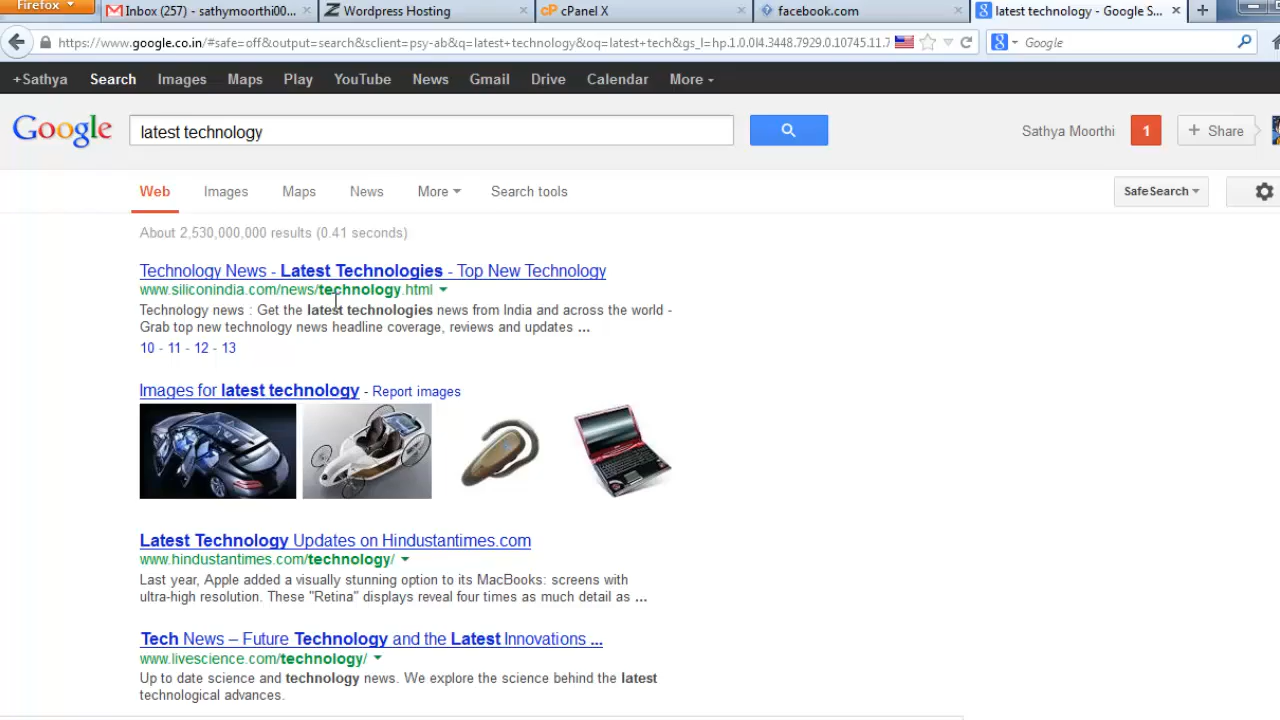 Firefox
Inbox (257) - sathymoorthi00...
Wordpress Hosting
cPanel X
facebook.com
latest technology - Google S...
https://www.google.co.in/#safe=off&output=search&sclient=psy-ab&q=latest+technology&oq=latest+tech&gs_l=hp.1.0.0l4.3448.7929.0.10745.11.7
Google
+Sathya Search Images Maps Play YouTube News Gmail Drive Calendar More
Google
latest technology
Sathya Moorthi
1
+ Share
Web Images Maps News More Search tools
SafeSearch
About 2,530,000,000 results (0.41 seconds)
Technology News - Latest Technologies - Top New Technology
www.siliconindia.com/news/technology.html
Technology news : Get the latest technologies news from India and across the world -
Grab top new technology news headline coverage, reviews and updates ...
10 - 11 - 12 - 13
Images for latest technology - Report images
Latest Technology Updates on Hindustantimes.com
www.hindustantimes.com/technology/
Last year, Apple added a visually stunning option to its MacBooks: screens with
ultra-high resolution. These "Retina" displays reveal four times as much detail as ...
Tech News – Future Technology and the Latest Innovations ...
www.livescience.com/technology/
Up to date science and technology news. We explore the science behind the latest
technological advances.